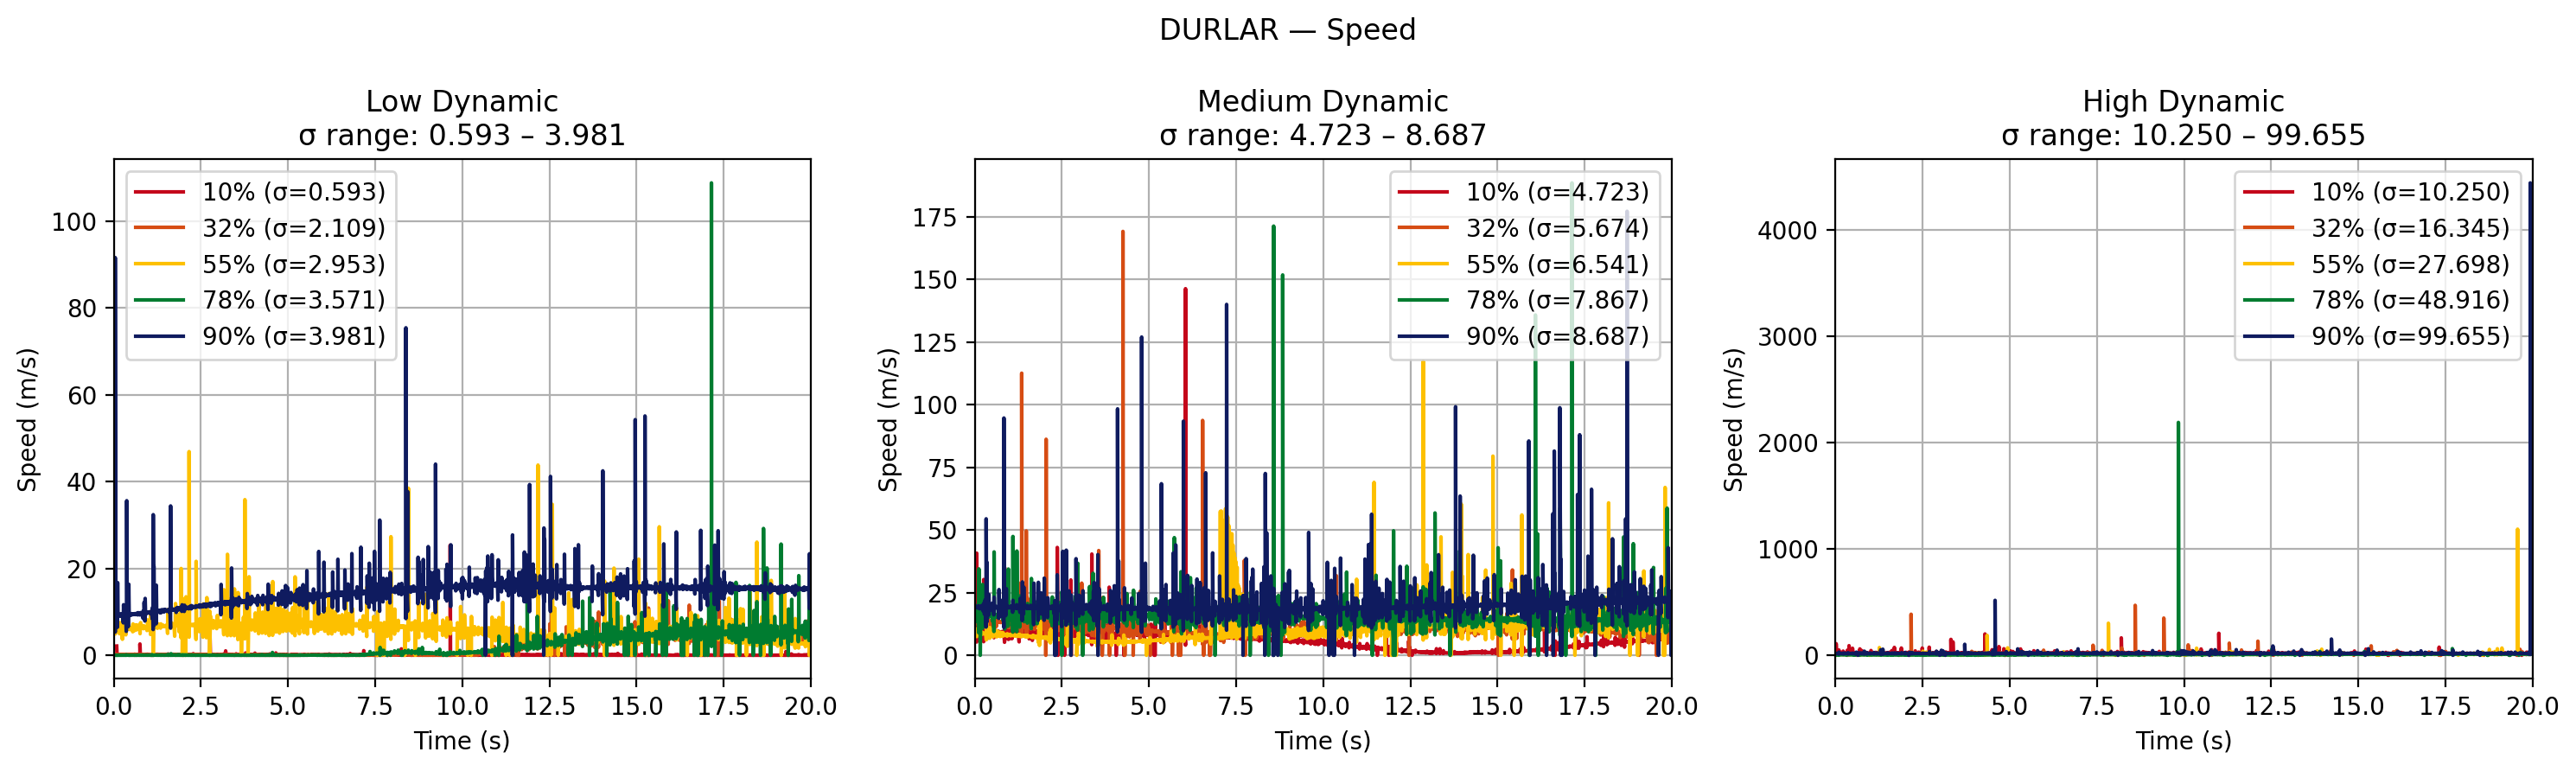 DURLAR — Speed
Low Dynamic
σ range: 0.593 – 3.981
10% (σ=0.593)
32% (σ=2.109)
55% (σ=2.953)
78% (σ=3.571)
90% (σ=3.981)
Speed (m/s)
100
80
60
40
20
0
0.0 2.5 5.0 7.5 10.0 12.5 15.0 17.5 20.0
Time (s)
Medium Dynamic
σ range: 4.723 – 8.687
10% (σ=4.723)
32% (σ=5.674)
55% (σ=6.541)
78% (σ=7.867)
90% (σ=8.687)
Speed (m/s)
175
150
125
100
75
50
25
0
0.0 2.5 5.0 7.5 10.0 12.5 15.0 17.5 20.0
Time (s)
High Dynamic
σ range: 10.250 – 99.655
10% (σ=10.250)
32% (σ=16.345)
55% (σ=27.698)
78% (σ=48.916)
90% (σ=99.655)
Speed (m/s)
4000
3000
2000
1000
0
0.0 2.5 5.0 7.5 10.0 12.5 15.0 17.5 20.0
Time (s)